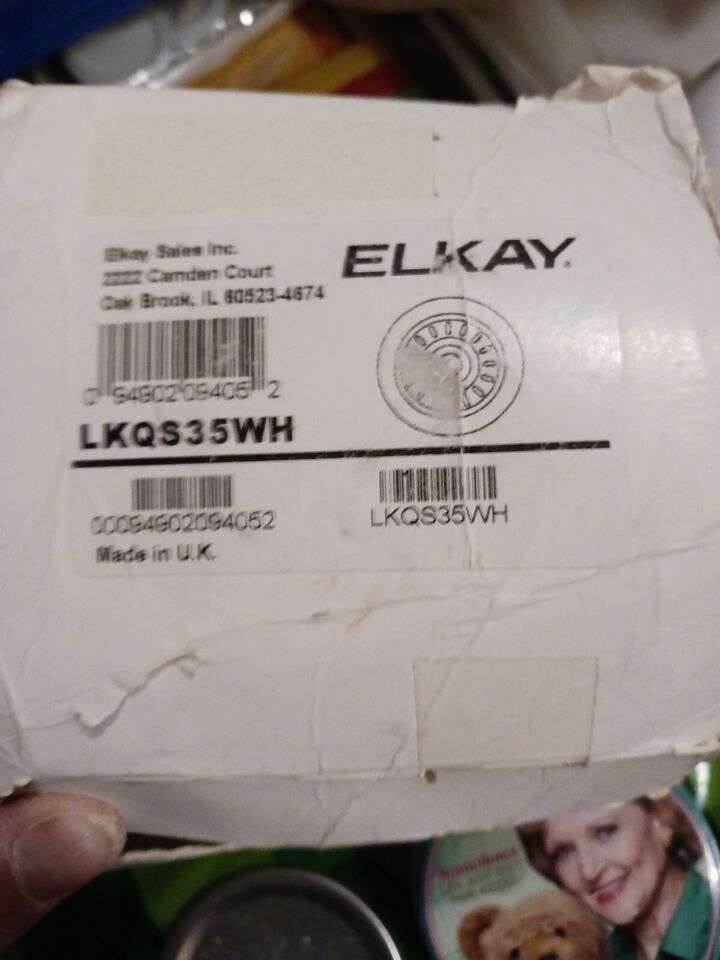 Elkay Sales Inc.
2222 Camden Court
Oak Brook, IL 60523-4674
ELKAY.
0 94902 09405 2
LKQS35WH
00094902094052
Made in U.K.
LKQS35WH
Sometimes